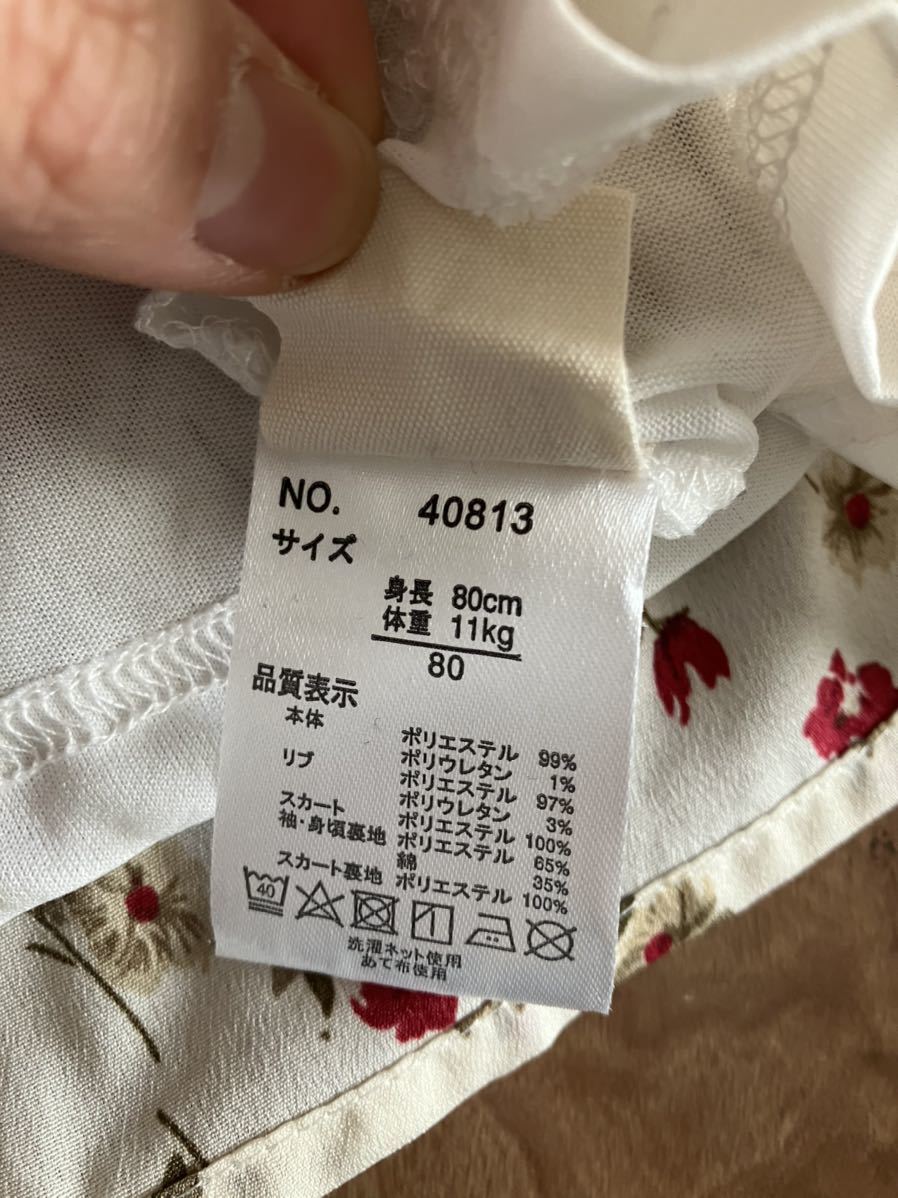 NO. 40813
サイズ
身長 80cm
体重 11kg
80
品質表示
本体 ポリエステル 99%
ポリウレタン 1%
リブ ポリエステル 97%
ポリウレタン 3%
スカート ポリエステル 100%
袖・身頃裏地 ポリエステル 65%
綿 35%
スカート裏地 ポリエステル 100%
40
洗濯ネット使用
あて布使用